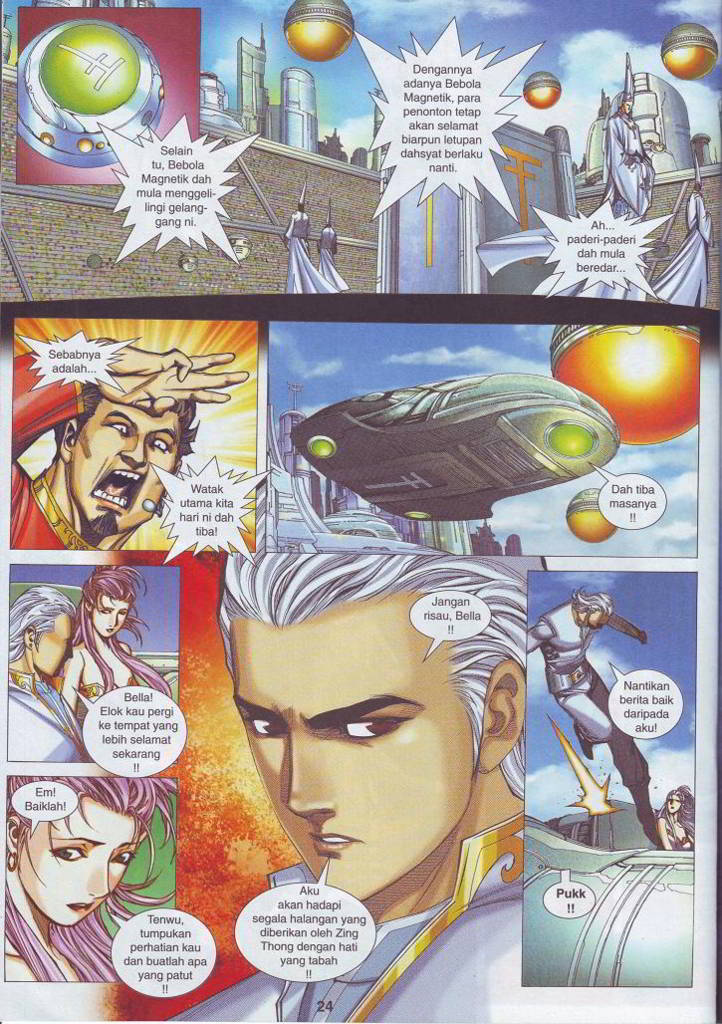 Selain
tu, Bebola
Magnetik dah
mula menggeli-
lingi gelang-
gang ni.
Dengannya
adanya Bebola
Magnetik, para
penonton tetap
akan selamat
biarpun letupan
dahsyat berlaku
nanti.
Ah...
paderi-paderi
dah mula
beredar...
Sebabnya
adalah...
Watak
utama kita
hari ni dah
tiba!
Dah tiba
masanya
!!
Bella!
Elok kau pergi
ke tempat yang
lebih selamat
sekarang
!!
Em!
Baiklah!
Tenwu,
tumpukan
perhatian kau
dan buatlah apa
yang patut
!!
Jangan
risau, Bella
!!
Aku
akan hadapi
segala halangan yang
diberikan oleh Zing
Thong dengan hati
yang tabah
!!
Nantikan
berita baik
daripada
aku!
Pukk
!!
24